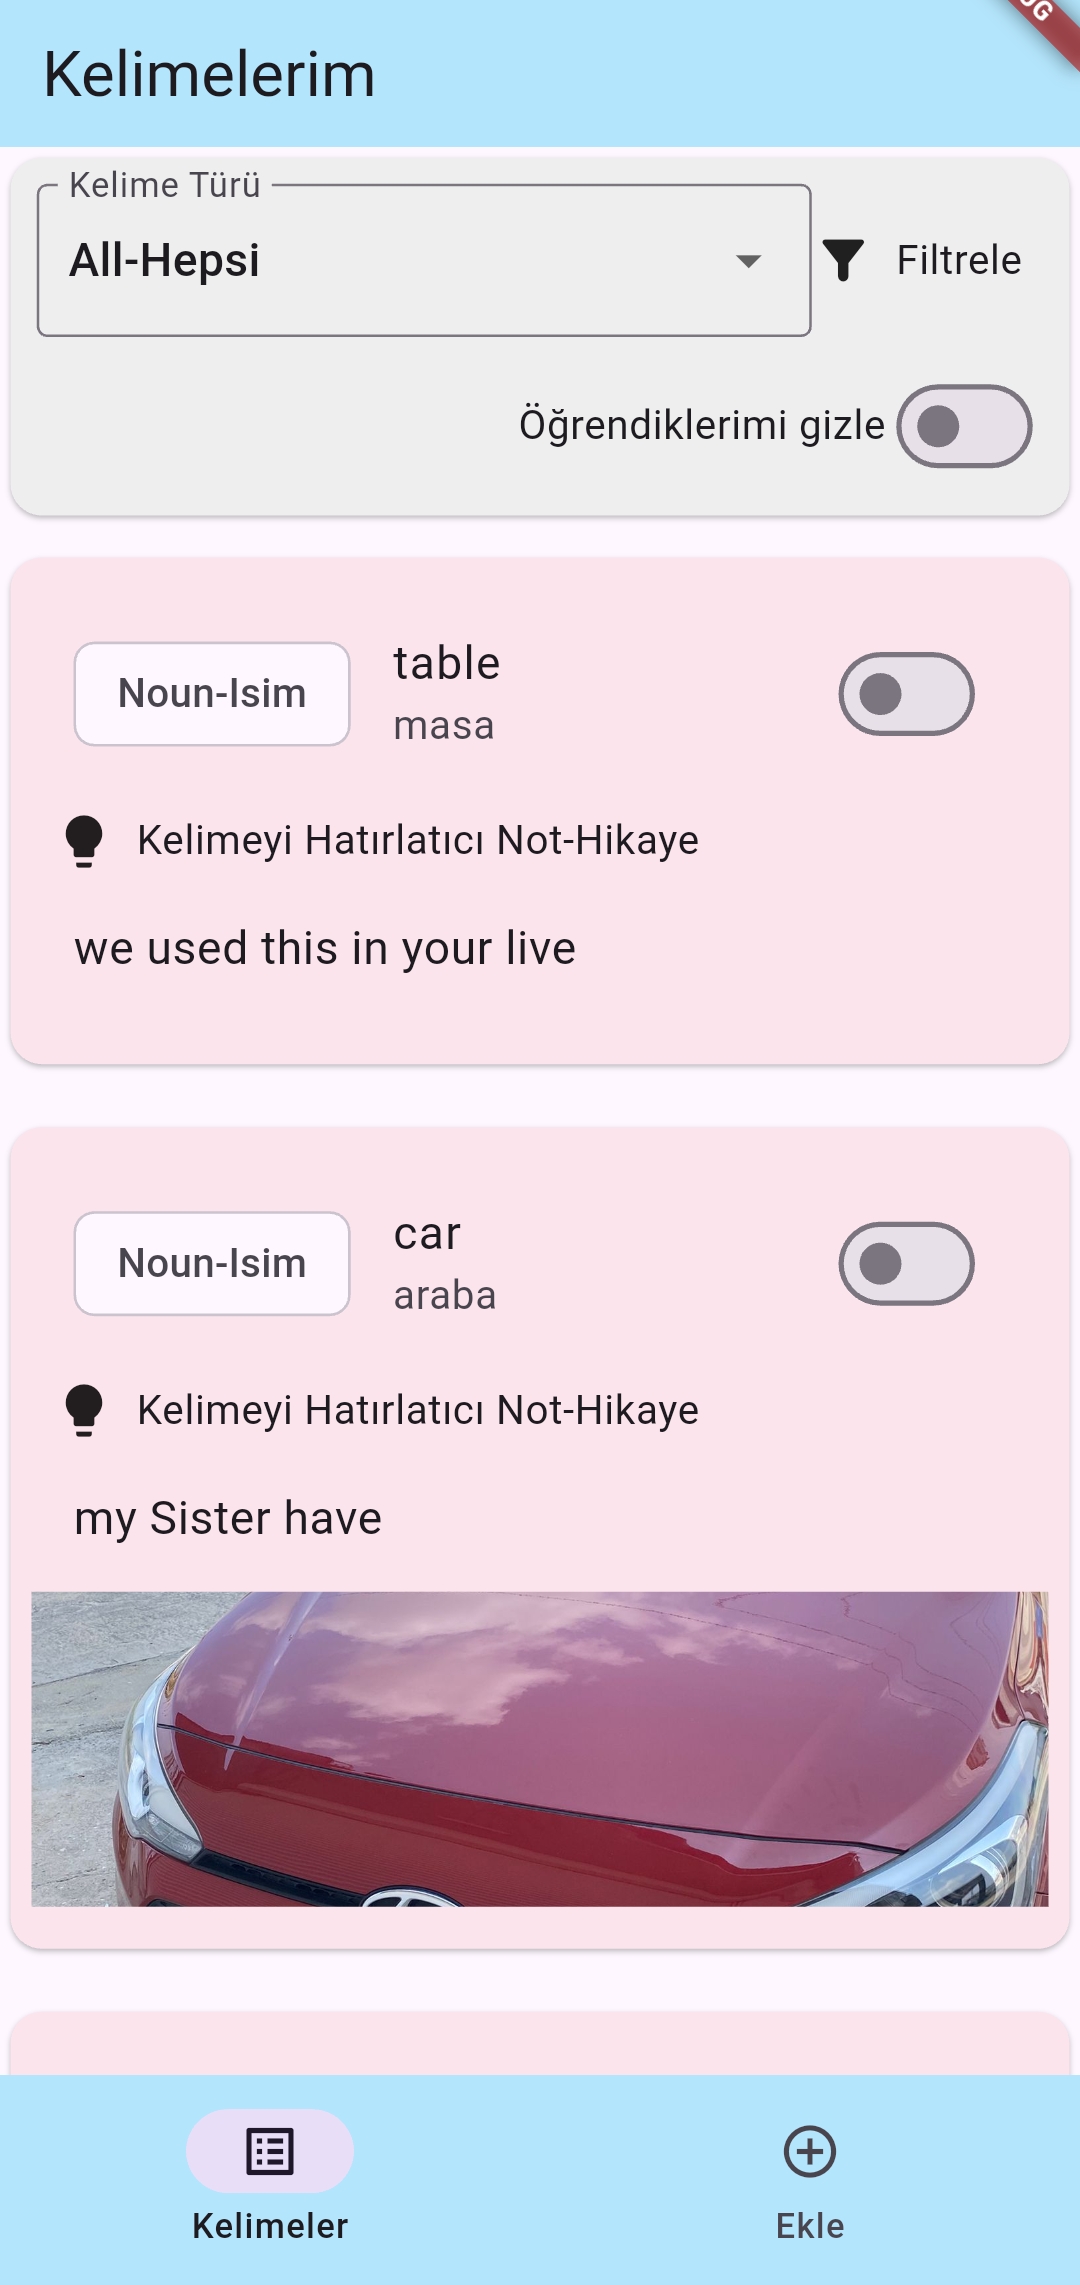 Kelimelerim
Kelime Türü
All-Hepsi
Filtrele
Öğrendiklerimi gizle
Noun-Isim
table
masa
Kelimeyi Hatırlatıcı Not-Hikaye
we used this in your live
Noun-Isim
car
araba
Kelimeyi Hatırlatıcı Not-Hikaye
my Sister have
Kelimeler
Ekle